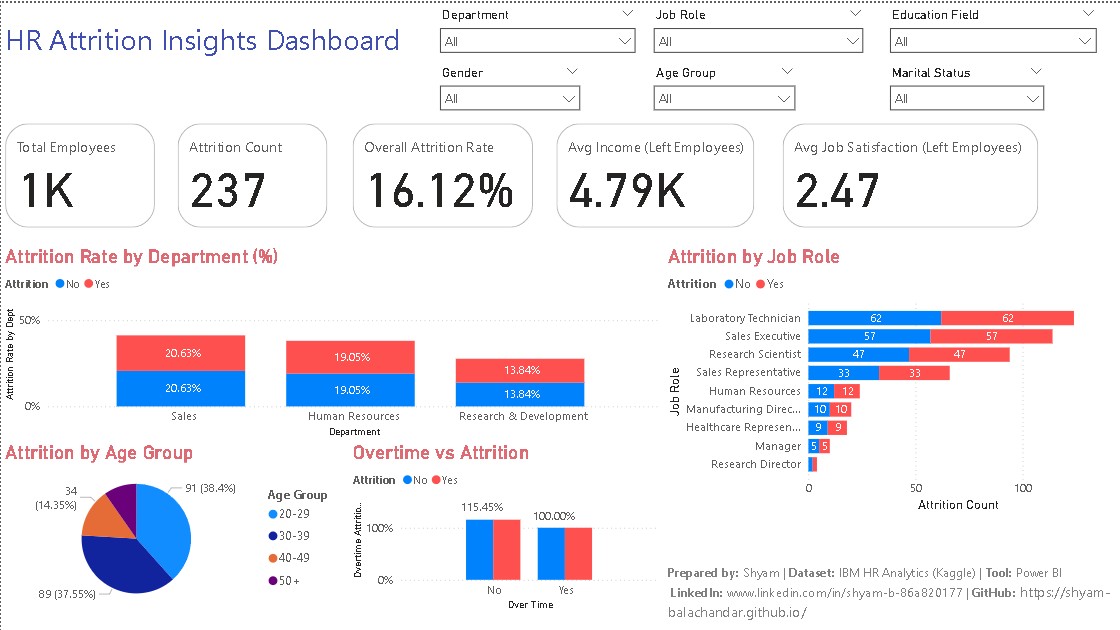 HR Attrition Insights Dashboard
Department
All
Job Role
All
Education Field
All
Gender
All
Age Group
All
Marital Status
All
Total Employees
1K
Attrition Count
237
Overall Attrition Rate
16.12%
Avg Income (Left Employees)
4.79K
Avg Job Satisfaction (Left Employees)
2.47
Attrition Rate by Department (%)
Attrition No Yes
Attrition Rate by Dept
50%
0%
20.63%
20.63%
19.05%
19.05%
13.84%
13.84%
Sales
Human Resources
Research & Development
Department
Attrition by Job Role
Attrition No Yes
Job Role
Laboratory Technician 62 62
Sales Executive 57 57
Research Scientist 47 47
Sales Representative 33 33
Human Resources 12 12
Manufacturing Direc... 10 10
Healthcare Represen... 9 9
Manager 5 5
Research Director
0 50 100
Attrition Count
Attrition by Age Group
34
(14.35%)
91 (38.4%)
89 (37.55%)
Age Group
20-29
30-39
40-49
50+
Overtime vs Attrition
Attrition No Yes
Overtime Attritio...
100%
0%
115.45%
100.00%
No
Yes
Over Time
Prepared by: Shyam | Dataset: IBM HR Analytics (Kaggle) | Tool: Power BI
LinkedIn: www.linkedin.com/in/shyam-b-86a820177 | GitHub: https://shyam-
balachandar.github.io/